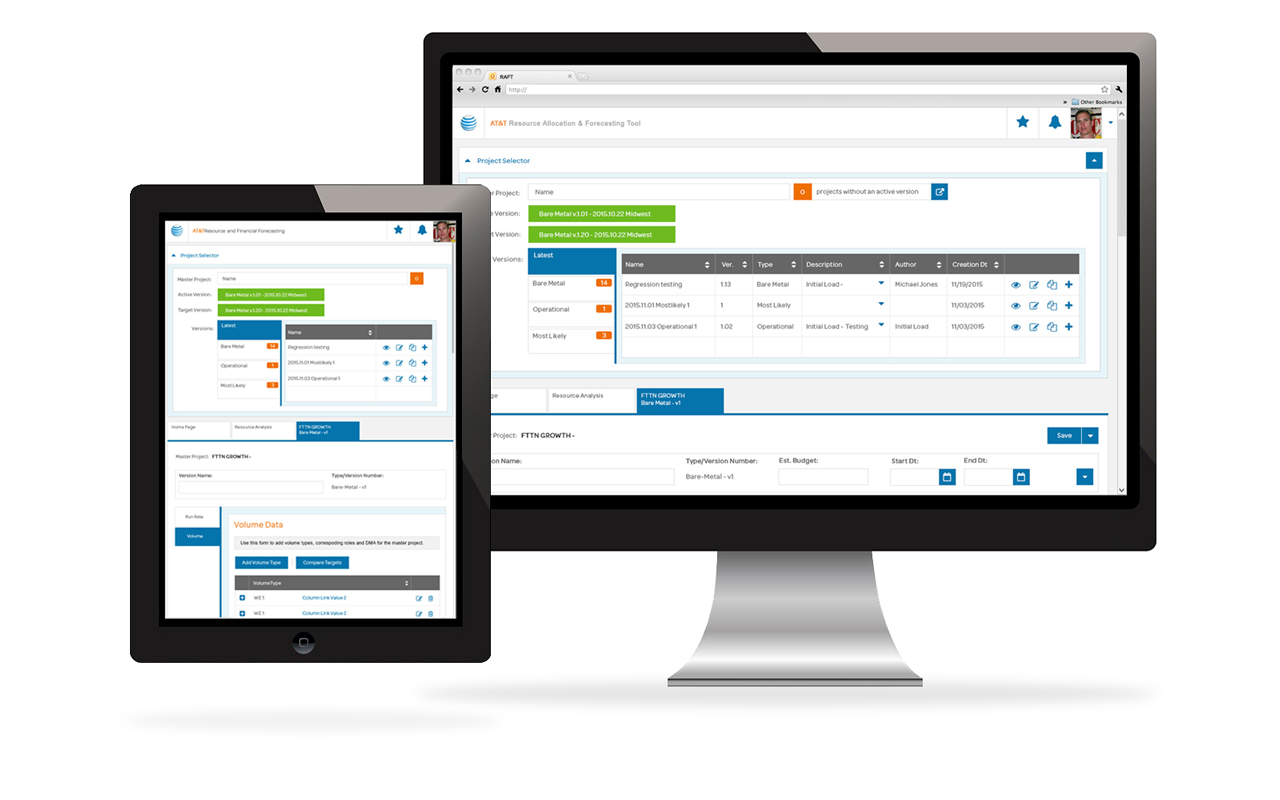 RAFT
http://
Other Bookmarks
AT&T Resource Allocation & Forecasting Tool
Project Selector
r Project: Name 0 projects without an active version
Version: Bare Metal v.1.01 - 2015.10.22 Midwest
t Version: Bare Metal v.1.20 - 2015.10.22 Midwest
Versions: Latest
Bare Metal 14
Operational 1
Most Likely 3
Name Ver. Type Description Author Creation Dt
Regression testing 1.13 Bare Metal Initial Load - Michael Jones 11/19/2015
2015.11.01 Mostlikely 1 1 Most Likely 11/03/2015
2015.11.03 Operational 1 1.02 Operational Initial Load - Testing Initial Load 11/03/2015
ge Resource Analysis FTTN GROWTH
Bare Metal - v1
r Project: FTTN GROWTH -
Save
on Name: Type/Version Number: Est. Budget: Start Dt: End Dt:
Bare-Metal - v1
AT&T Resource and Financial Forecasting
Project Selector
Master Project: Name 0
Active Version: Bare Metal v.1.01 - 2015.10.22 Midwest
Target Version: Bare Metal v.1.20 - 2015.10.22 Midwest
Versions: Latest
Bare Metal 14
Operational 1
Most Likely 3
Name
Regression testing
2015.11.01 Mostlikely 1
2015.11.03 Operational 1
Home Page Resource Analysis FTTN GROWTH
Bare Metal - v1
Master Project: FTTN GROWTH -
Version Name: Type/Version Number:
Bare-Metal - v1
Run Rate
Volume
Volume Data
Use this form to add volume types, correspoding roles and DMA for the master project.
Add Volume Type Compare Targets
VolumeType
WE1 Column Link Value 2
WE1 Column Link Value 2